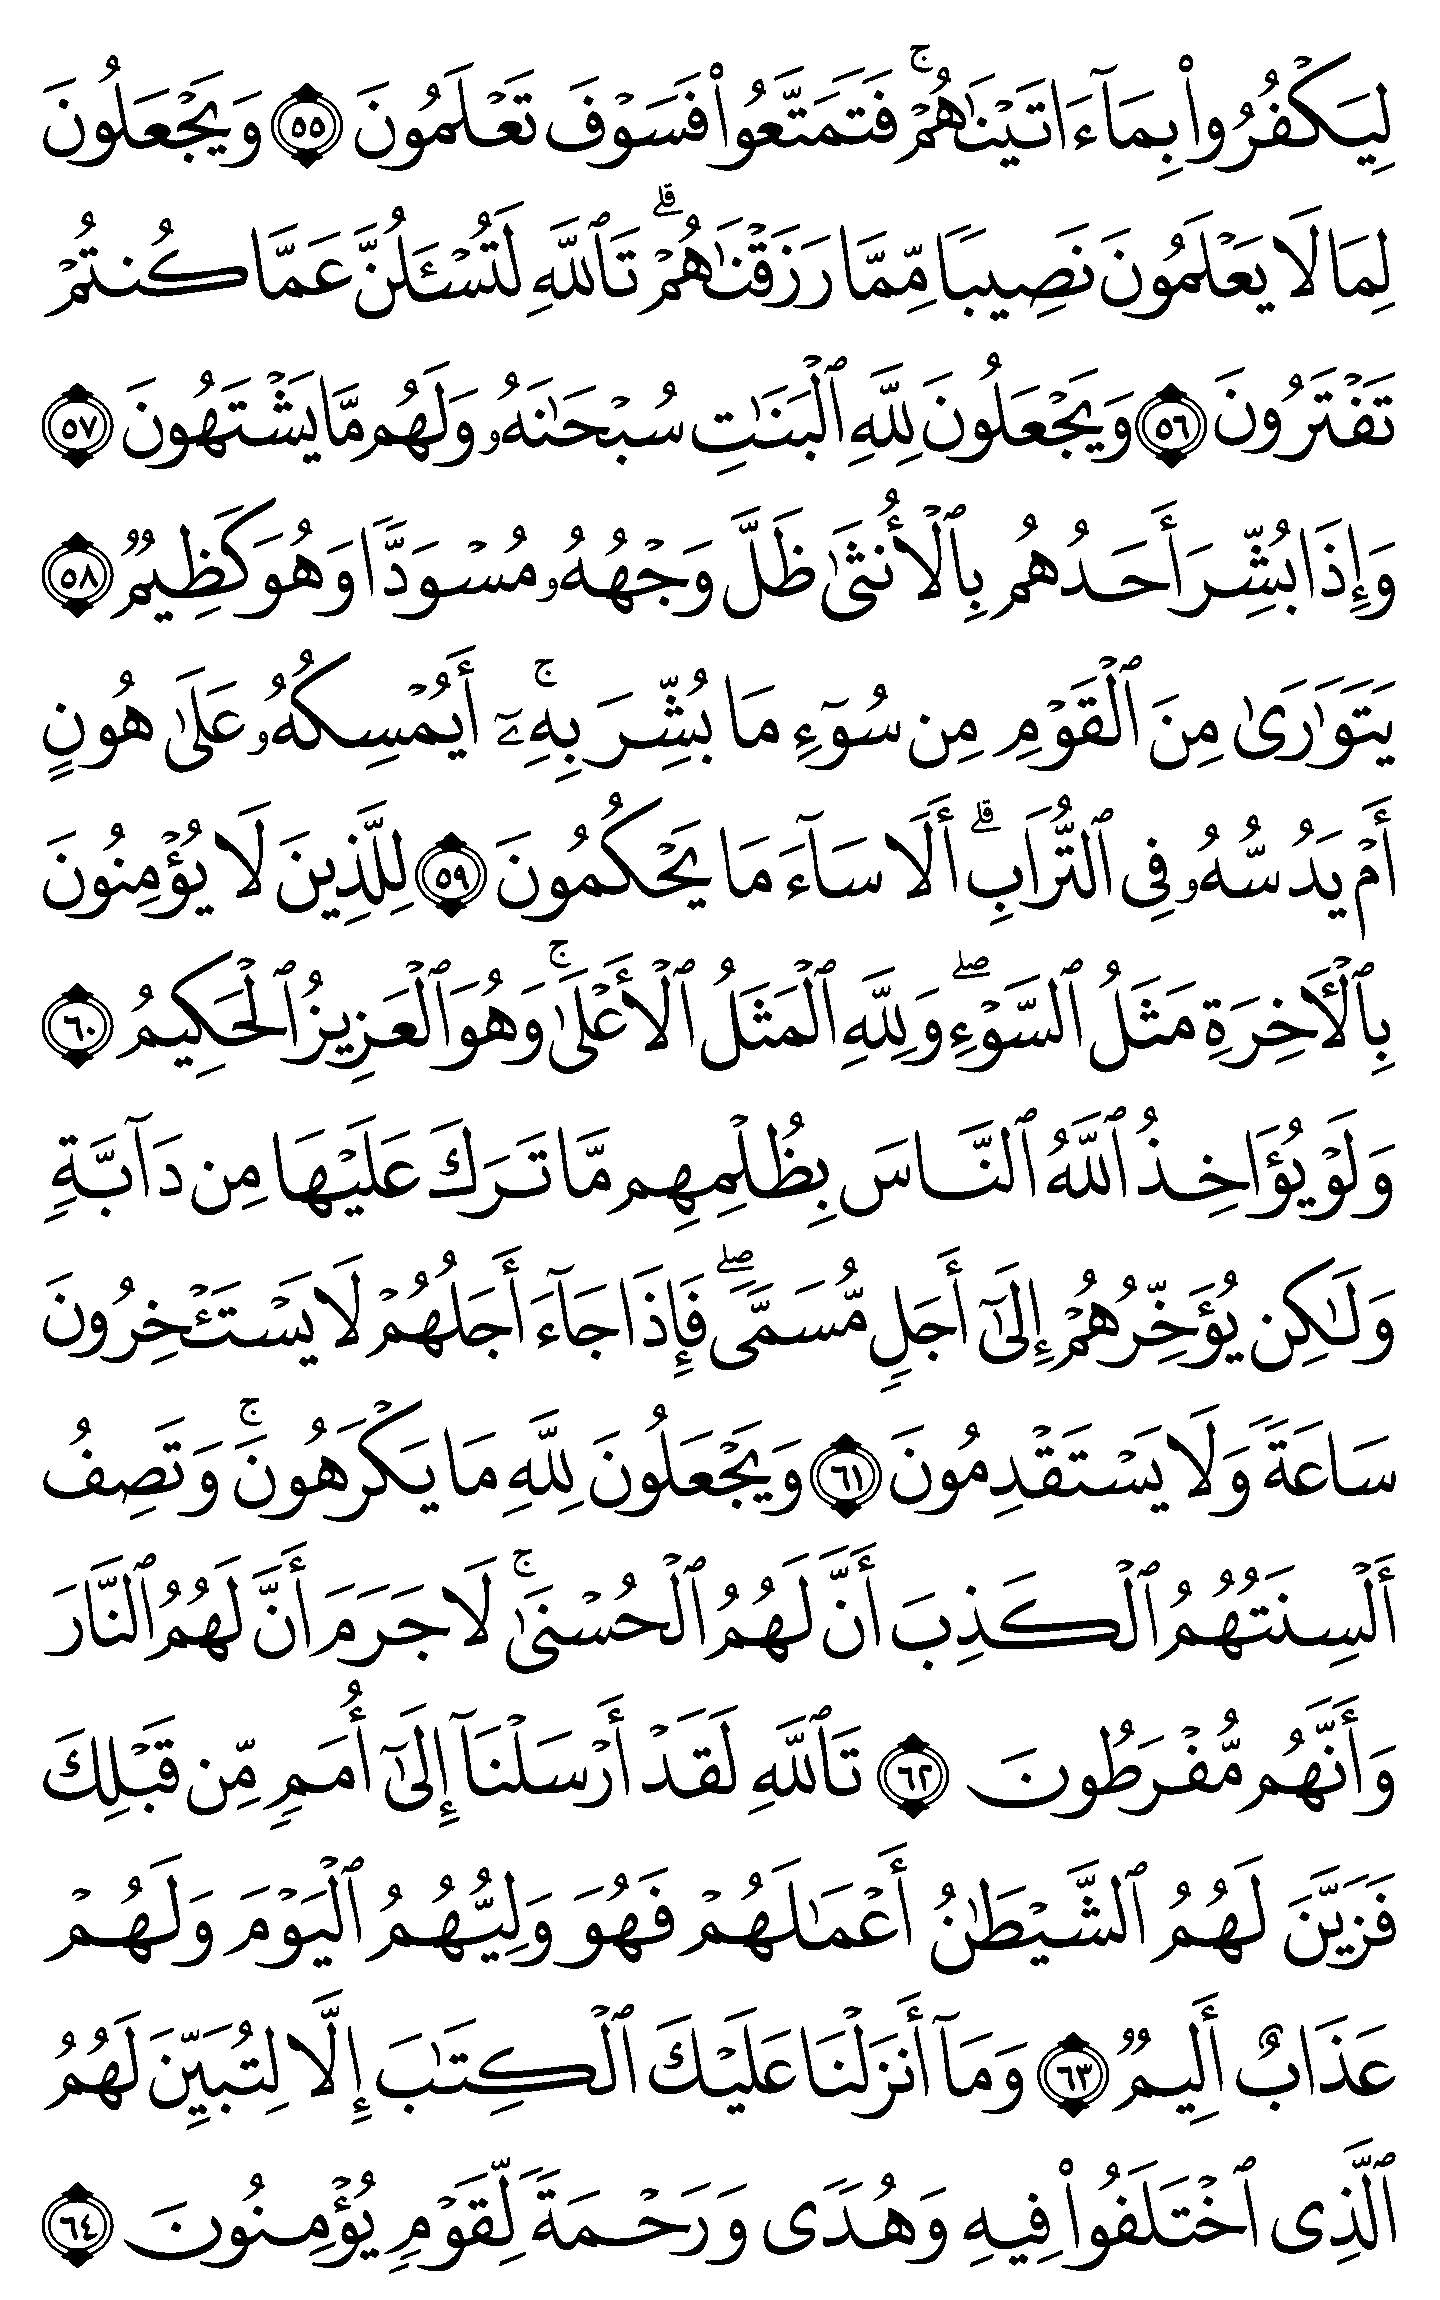 لِيَكۡفُرُواْ بِمَآ ءَاتَيۡنَٰهُمۡۚ فَتَمَتَّعُواْ فَسَوۡفَ تَعۡلَمُونَ ٥٥ وَيَجۡعَلُونَ
لِمَا لَا يَعۡلَمُونَ نَصِيبٗا مِّمَّا رَزَقۡنَٰهُمۡۗ تَٱللَّهِ لَتُسۡـَٔلُنَّ عَمَّا كُنتُمۡ
تَفۡتَرُونَ ٥٦ وَيَجۡعَلُونَ لِلَّهِ ٱلۡبَنَٰتِ سُبۡحَٰنَهُۥ وَلَهُم مَّا يَشۡتَهُونَ ٥٧
وَإِذَا بُشِّرَ أَحَدُهُم بِٱلۡأُنثَىٰ ظَلَّ وَجۡهُهُۥ مُسۡوَدّٗا وَهُوَ كَظِيمٞ ٥٨
يَتَوَٰرَىٰ مِنَ ٱلۡقَوۡمِ مِن سُوٓءِ مَا بُشِّرَ بِهِۦٓۚ أَيُمۡسِكُهُۥ عَلَىٰ هُونٍ
أَمۡ يَدُسُّهُۥ فِي ٱلتُّرَابِۗ أَلَا سَآءَ مَا يَحۡكُمُونَ ٥٩ لِلَّذِينَ لَا يُؤۡمِنُونَ
بِٱلۡأٓخِرَةِ مَثَلُ ٱلسَّوۡءِۖ وَلِلَّهِ ٱلۡمَثَلُ ٱلۡأَعۡلَىٰۚ وَهُوَ ٱلۡعَزِيزُ ٱلۡحَكِيمُ ٦٠
وَلَوۡ يُؤَاخِذُ ٱللَّهُ ٱلنَّاسَ بِظُلۡمِهِم مَّا تَرَكَ عَلَيۡهَا مِن دَآبَّةٖ
وَلَٰكِن يُؤَخِّرُهُمۡ إِلَىٰٓ أَجَلٖ مُّسَمّٗىۖ فَإِذَا جَآءَ أَجَلُهُمۡ لَا يَسۡتَـٔۡخِرُونَ
سَاعَةٗ وَلَا يَسۡتَقۡدِمُونَ ٦١ وَيَجۡعَلُونَ لِلَّهِ مَا يَكۡرَهُونَۚ وَتَصِفُ
أَلۡسِنَتُهُمُ ٱلۡكَذِبَ أَنَّ لَهُمُ ٱلۡحُسۡنَىٰۚ لَا جَرَمَ أَنَّ لَهُمُ ٱلنَّارَ
وَأَنَّهُم مُّفۡرَطُونَ ٦٢ تَٱللَّهِ لَقَدۡ أَرۡسَلۡنَآ إِلَىٰٓ أُمَمٖ مِّن قَبۡلِكَ
فَزَيَّنَ لَهُمُ ٱلشَّيۡطَٰنُ أَعۡمَٰلَهُمۡ فَهُوَ وَلِيُّهُمُ ٱلۡيَوۡمَ وَلَهُمۡ
عَذَابٌ أَلِيمٞ ٦٣ وَمَآ أَنزَلۡنَا عَلَيۡكَ ٱلۡكِتَٰبَ إِلَّا لِتُبَيِّنَ لَهُمُ
ٱلَّذِي ٱخۡتَلَفُواْ فِيهِ وَهُدٗى وَرَحۡمَةٗ لِّقَوۡمٖ يُؤۡمِنُونَ ٦٤